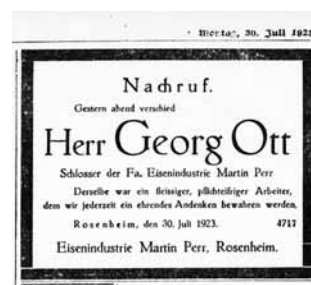 Montag, 30. Juli 1923
Nachruf.
Gestern abend verschied
Herr Georg Ott
Schlosser der Fa. Eisenindustrie Martin Perr
Derselbe war ein fleissiger, pflichteifriger Arbeiter,
dem wir jederzeit ein ehrendes Andenken bewahren werden.
Rosenheim, den 30. Juli 1923. 4717
Eisenindustrie Martin Perr, Rosenheim.